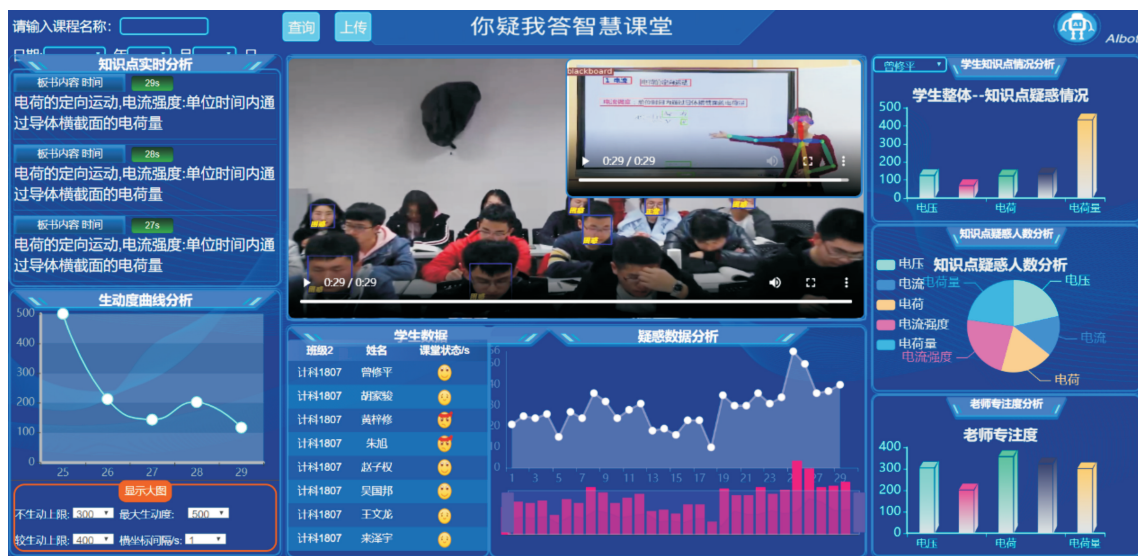 请输入课程名称:
查询
上传
你疑我答智慧课堂
AIbot
日期: 年 月 日
知识点实时分析
板书内容 时间 29s
电荷的定向运动,电流强度:单位时间内通
过导体横截面的电荷量
板书内容 时间 28s
电荷的定向运动,电流强度:单位时间内通
过导体横截面的电荷量
板书内容 时间 27s
电荷的定向运动,电流强度:单位时间内通
过导体横截面的电荷量
生动度曲线分析
500
400
300
200
100
0
25 26 27 28 29
显示大图
不生动上限: 300 最大生动度: 500
较生动上限: 400 横坐标间隔/s: 1
blackboard
1. 电流
0:29 / 0:29
困惑
困惑
困惑
0:29 / 0:29
学生数据
班级2 姓名 课堂状态/s
计科1807 曾修平
计科1807 胡家骏
计科1807 黄梓修
计科1807 朱旭
计科1807 赵子权
计科1807 吴国邦
计科1807 王文龙
计科1807 来泽宇
疑惑数据分析
56
50
40
30
20
10
0
1 3 5 7 9 11 13 15 17 19 21 23 27 29
曾修平
学生知识点情况分析
学生整体--知识点疑惑情况
500
400
300
200
100
0
电压 电荷 电荷量
知识点疑惑人数分析
知识点疑惑人数分析
电压
电流
电荷
电流强度
电荷量
电荷量
电压
电流
电流强度
电荷
老师专注度分析
老师专注度
400
300
200
100
0
电压 电荷 电荷量